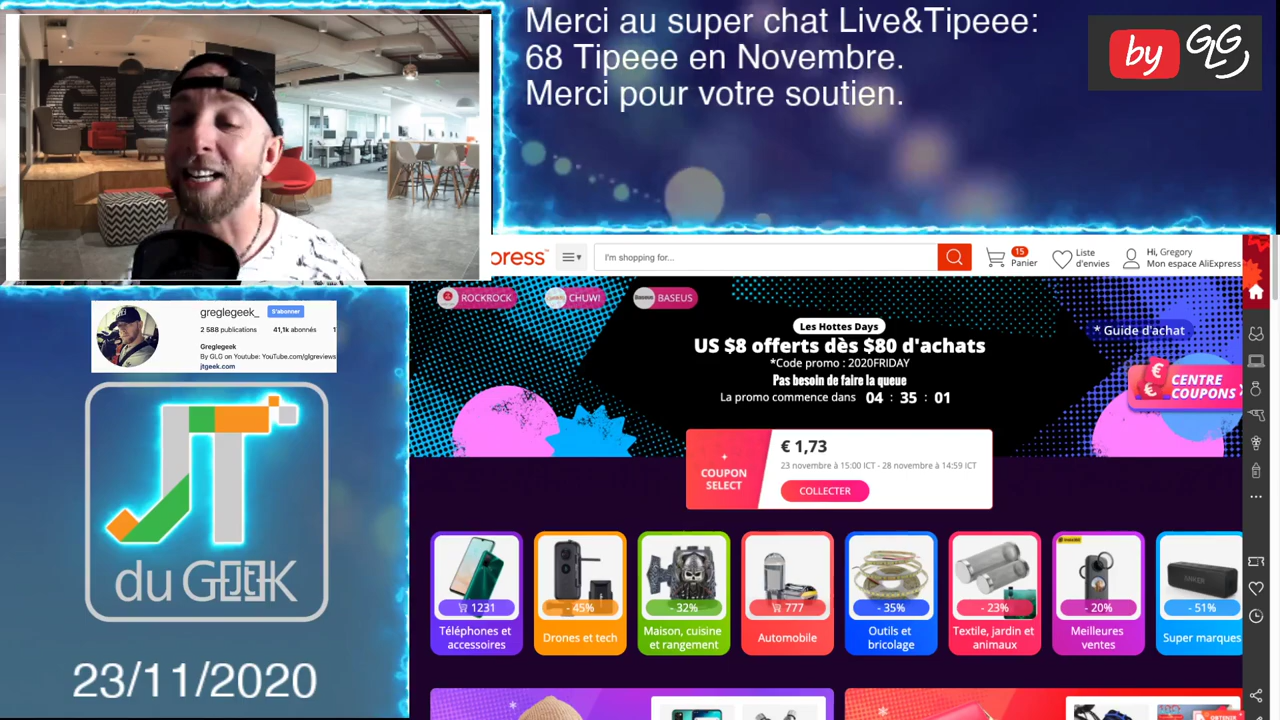 Merci au super chat Live&Tipeee:
68 Tipeee en Novembre.
Merci pour votre soutien.
by GLG
GLG
press
I'm shopping for...
15
Panier
Liste
d'envies
Hi, Gregory
Mon espace AliExpress
ROCKROCK
CHUWI
Baseus
BASEUS
Les Hottes Days
* Guide d'achat
US $8 offerts dès $80 d'achats
*Code promo : 2020FRIDAY
Pas besoin de faire la queue
La promo commence dans 04 : 35 : 01
CENTRE
COUPONS
+
COUPON
SELECT
€ 1,73
23 novembre à 15:00 ICT - 28 novembre à 14:59 ICT
COLLECTER
greglegeek_
S'abonner
2 588 publications 41,1k abonnés 1
Greglegeek
By GLG on Youtube: YouTube.com/glgreviews
jtgeek.com
JT
du GEEK
23/11/2020
1231
Téléphones et
accessoires
- 45%
Drones et tech
- 32%
Maison, cuisine
et rangement
777
Automobile
- 35%
Outils et
bricolage
- 23%
Textile, jardin et
animaux
- 20%
Meilleures
ventes
ANKER
- 51%
Super marques